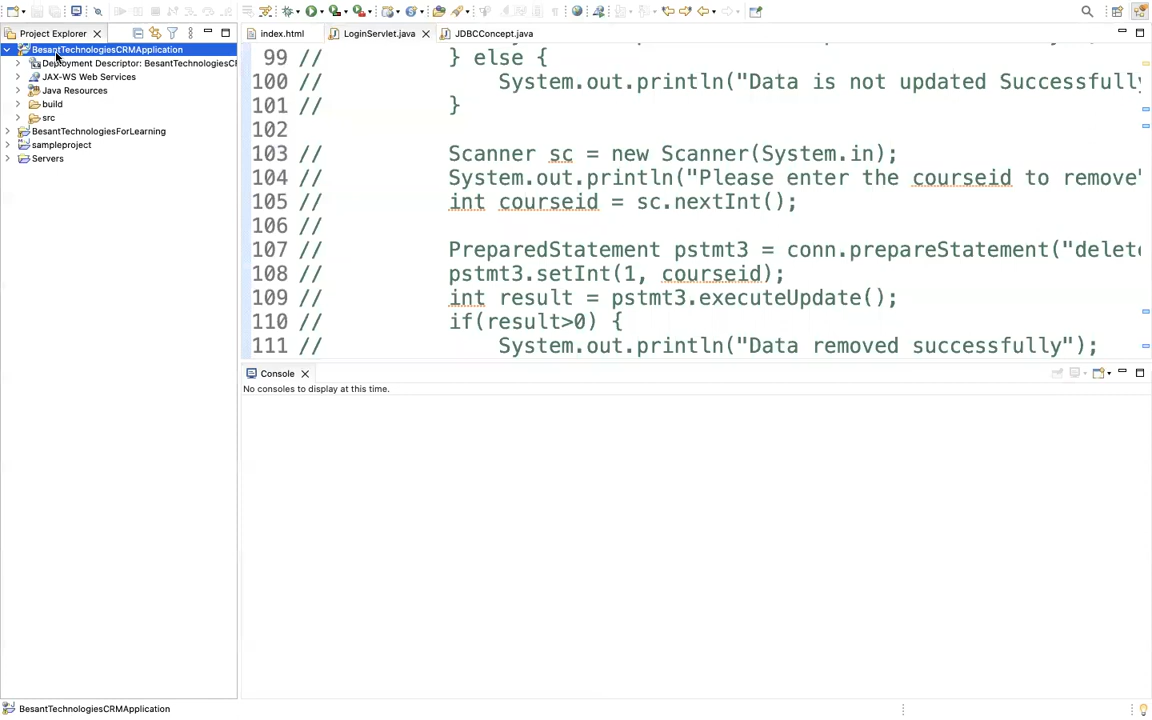 Project Explorer
BesantTechnologiesCRMApplication
Deployment Descriptor: BesantTechnologiesCF
JAX-WS Web Services
Java Resources
build
src
BesantTechnologiesForLearning
sampleproject
Servers
index.html
LoginServlet.java
JDBCConcept.java
99 // } else {
100 // System.out.println("Data is not updated Successfully
101 // }
102
103 // Scanner sc = new Scanner(System.in);
104 // System.out.println("Please enter the courseid to remove"
105 // int courseid = sc.nextInt();
106 //
107 // PreparedStatement pstmt3 = conn.prepareStatement("delete
108 // pstmt3.setInt(1, courseid);
109 // int result = pstmt3.executeUpdate();
110 // if(result>0) {
111 // System.out.println("Data removed successfully");
Console
No consoles to display at this time.
BesantTechnologiesCRMApplication